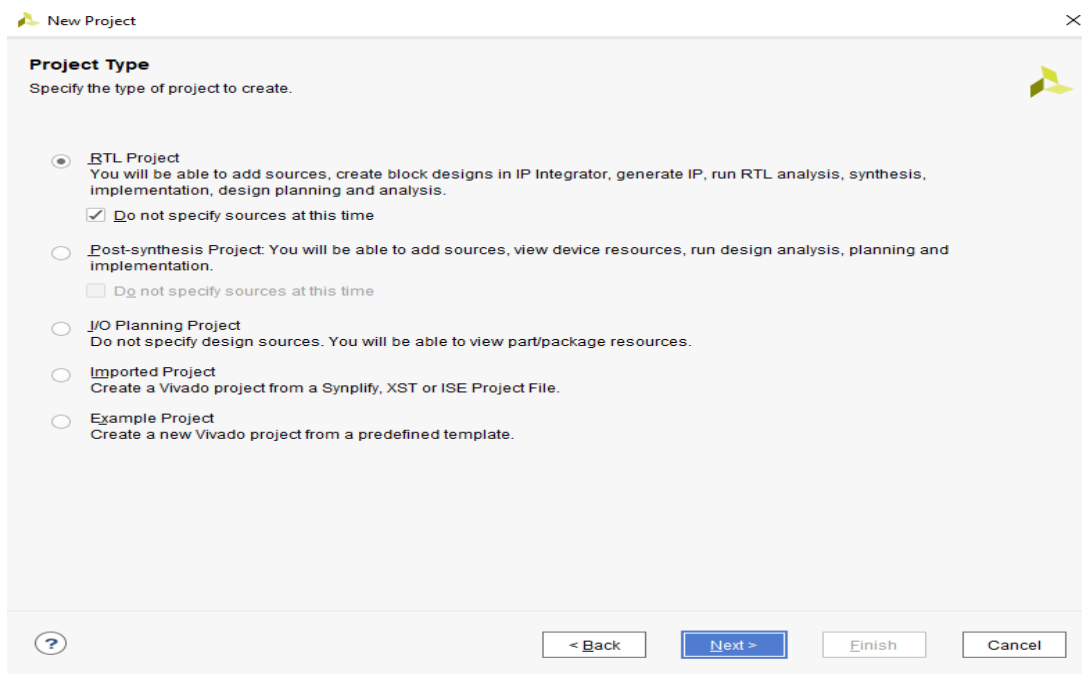 New Project
Project Type
Specify the type of project to create.
RTL Project
You will be able to add sources, create block designs in IP Integrator, generate IP, run RTL analysis, synthesis,
implementation, design planning and analysis.
Do not specify sources at this time
Post-synthesis Project: You will be able to add sources, view device resources, run design analysis, planning and
implementation.
Do not specify sources at this time
I/O Planning Project
Do not specify design sources. You will be able to view part/package resources.
Imported Project
Create a Vivado project from a Synplify, XST or ISE Project File.
Example Project
Create a new Vivado project from a predefined template.
? < Back Next > Finish Cancel